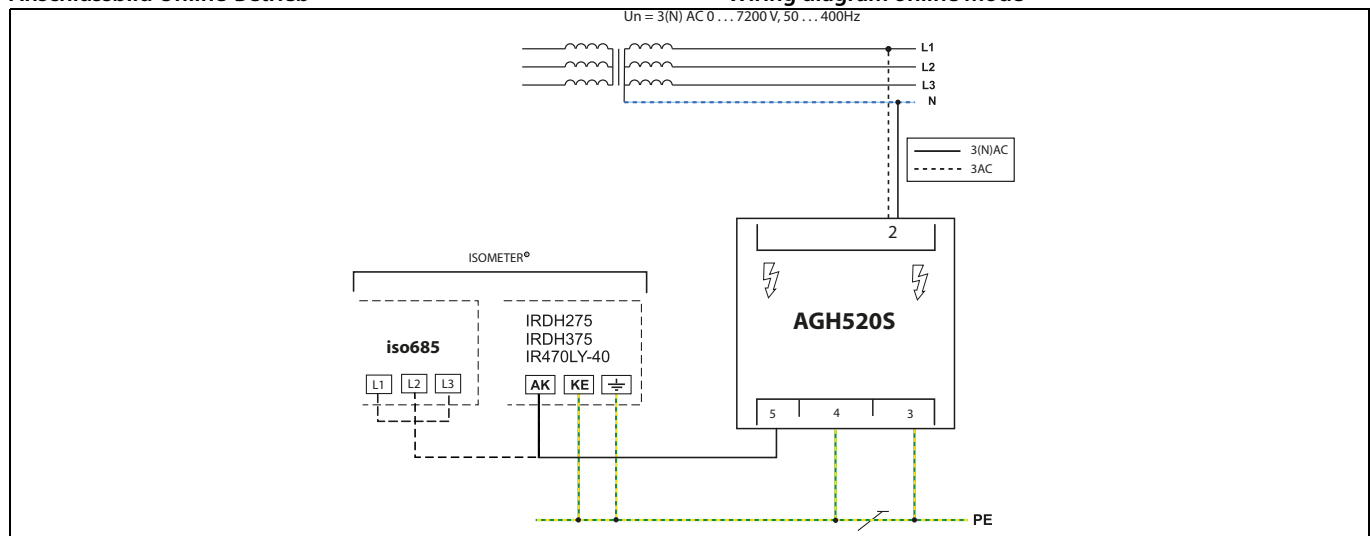 Anschlussbild Online-Betrieb
Wiring diagram online mode
Un = 3(N) AC 0 . . . 7200 V, 50 . . . 400Hz
L1
L2
L3
N
3(N)AC
3AC
2
ISOMETER®
AGH520S
iso685
L1
L2
L3
IRDH275
IRDH375
IR470LY-40
AK
KE
5
4
3
PE